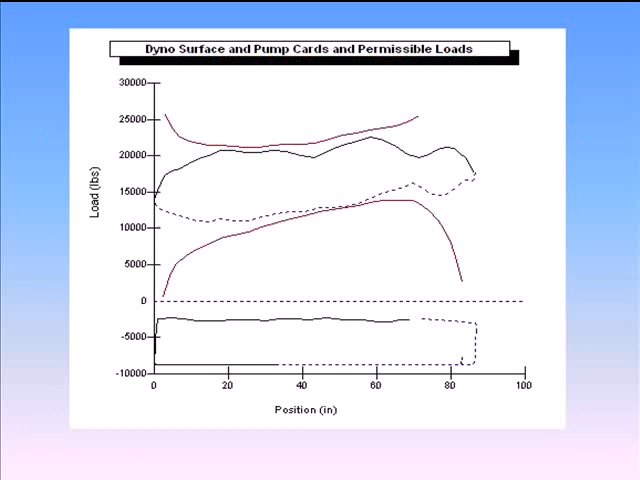 Dyno Surface and Pump Cards and Permissible Loads
30000
25000
20000
15000
10000
5000
0
-5000
-10000
Load (lbs)
0 20 40 60 80 100
Position (in)